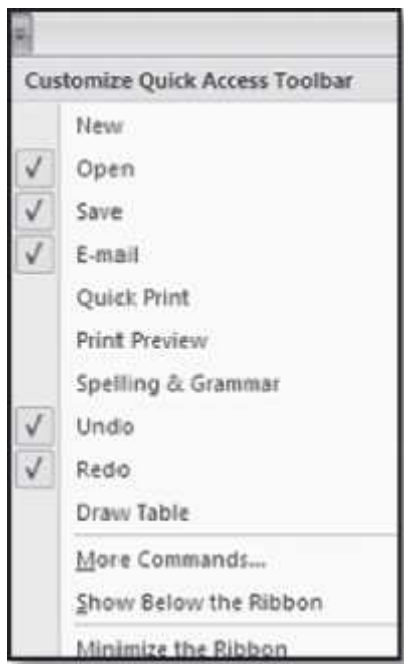 Customize Quick Access Toolbar
New
Open
Save
E-mail
Quick Print
Print Preview
Spelling & Grammar
Undo
Redo
Draw Table
More Commands...
Show Below the Ribbon
Minimize the Ribbon